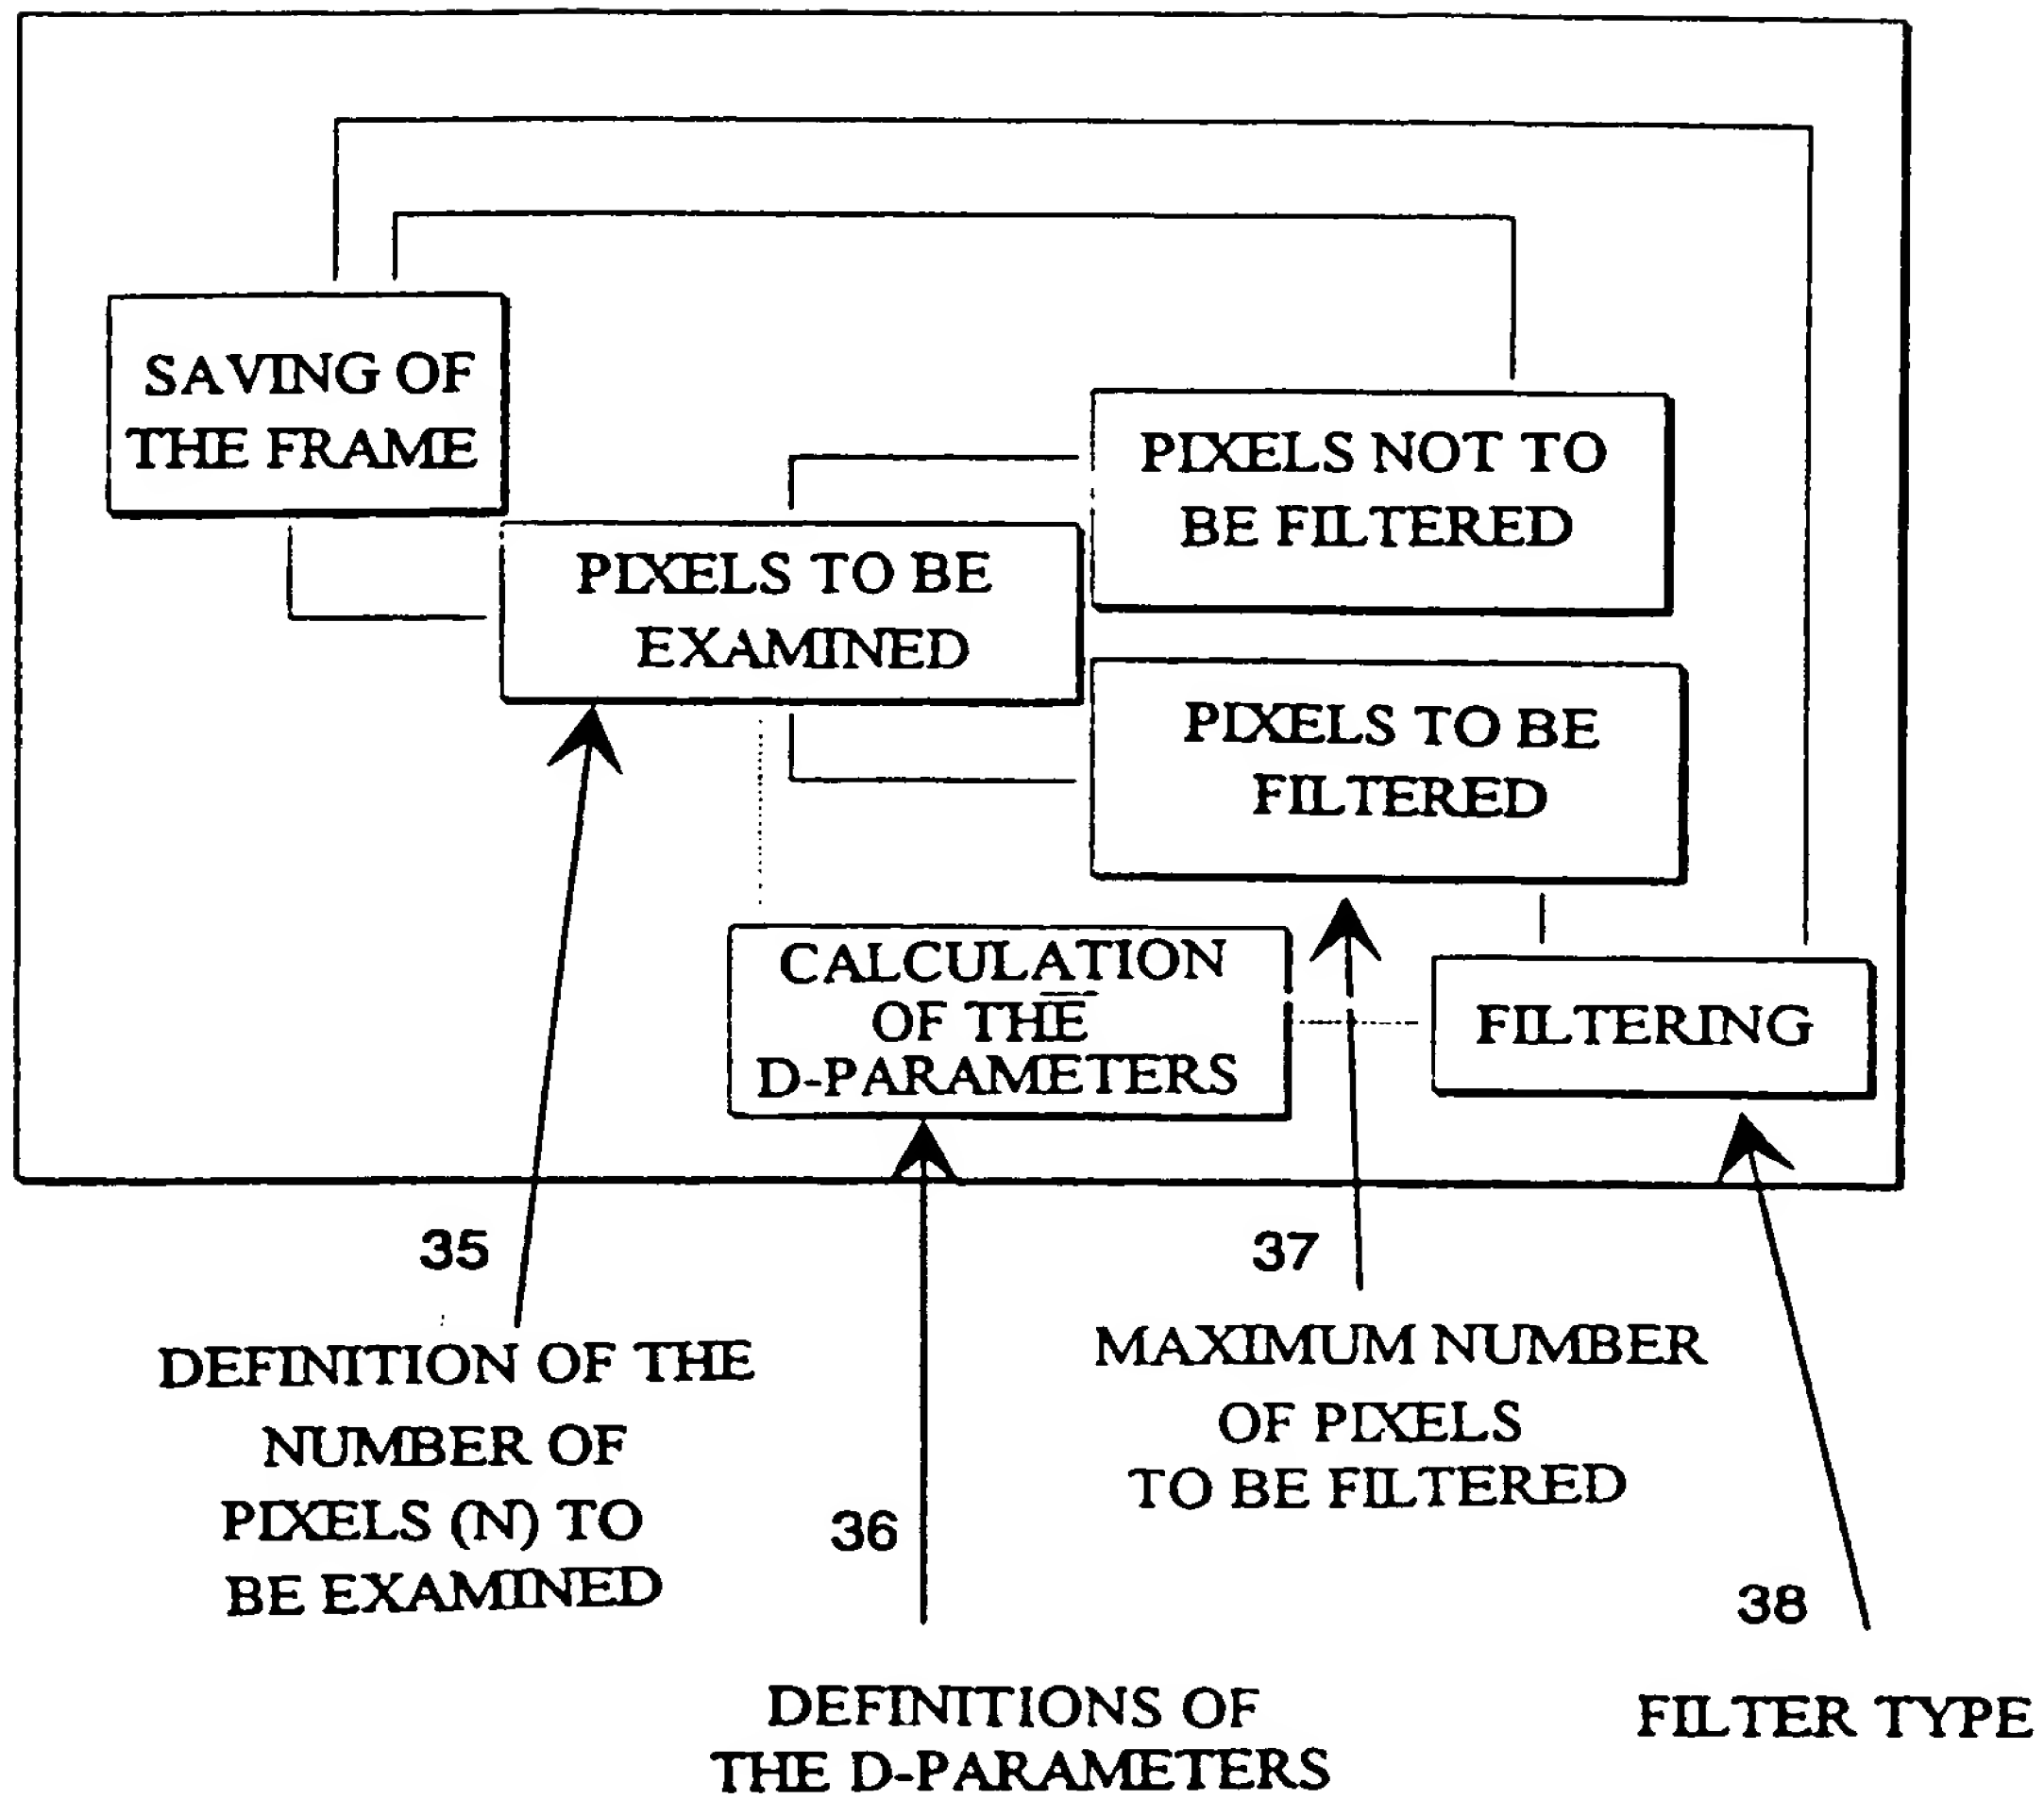 SAVING OF
THE FRAME
PIXELS NOT TO
BE FILTERED
PIXELS TO BE
EXAMINED
PIXELS TO BE
FILTERED
CALCULATION
OF THE
D-PARAMETERS
FILTERING
35
DEFINITION OF THE
NUMBER OF
PIXELS (N) TO
BE EXAMINED
37
MAXIMUM NUMBER
OF PIXELS
TO BE FILTERED
36
DEFINITIONS OF
THE D-PARAMETERS
38
FILTER TYPE